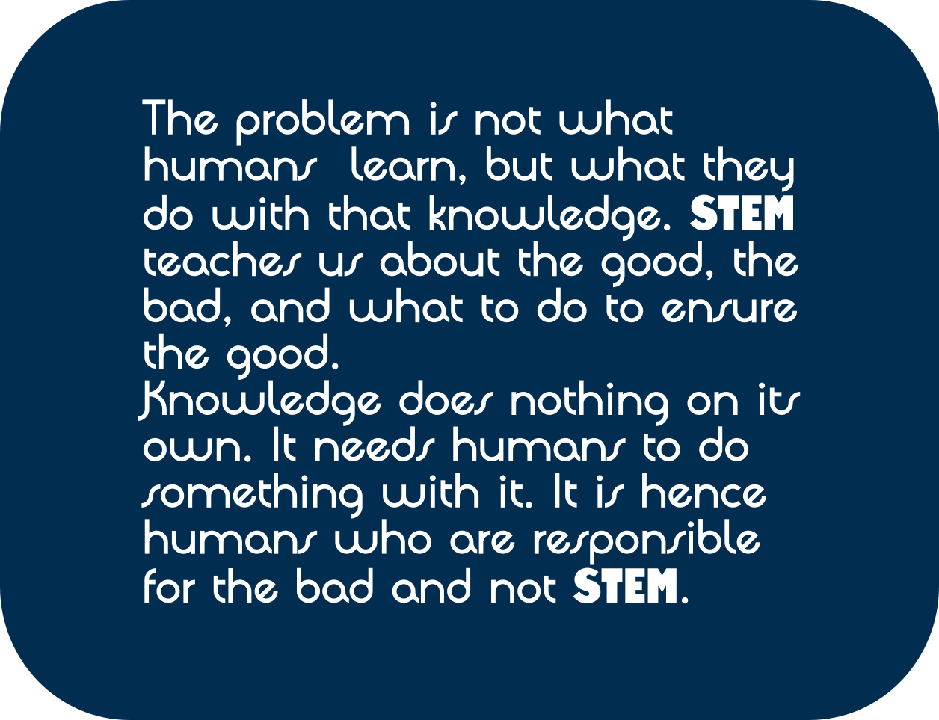 The problem is not what
humans learn, but what they
do with that knowledge. STEM
teaches us about the good, the
bad, and what to do to ensure
the good.
Knowledge does nothing on its
own. It needs humans to do
something with it. It is hence
humans who are responsible
for the bad and not STEM.